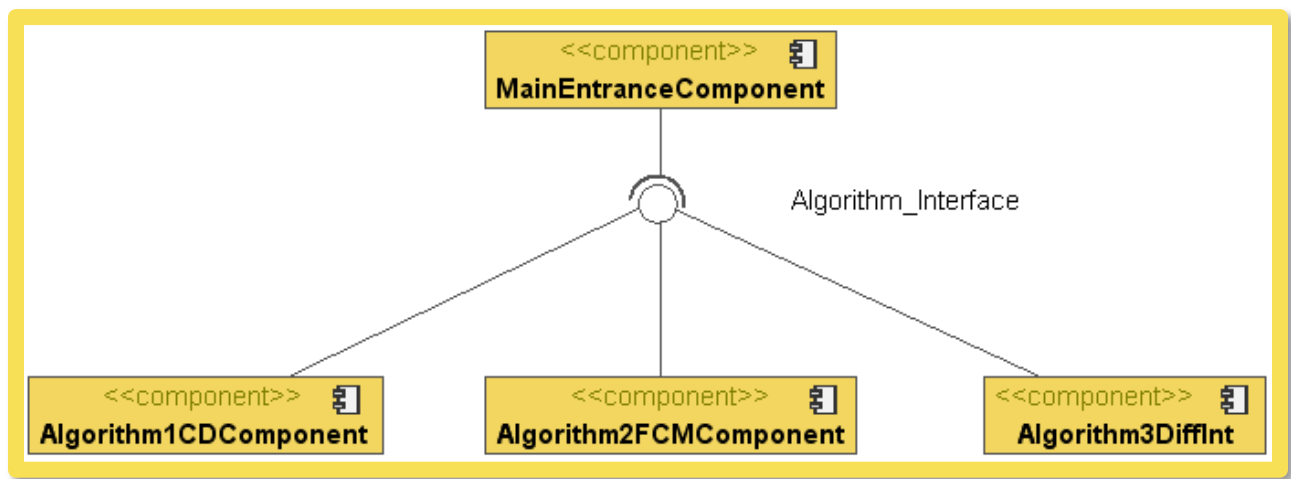 <<component>>
MainEntranceComponent
Algorithm_Interface
<<component>>
Algorithm1CDComponent
<<component>>
Algorithm2FCMComponent
<<component>>
Algorithm3DiffInt